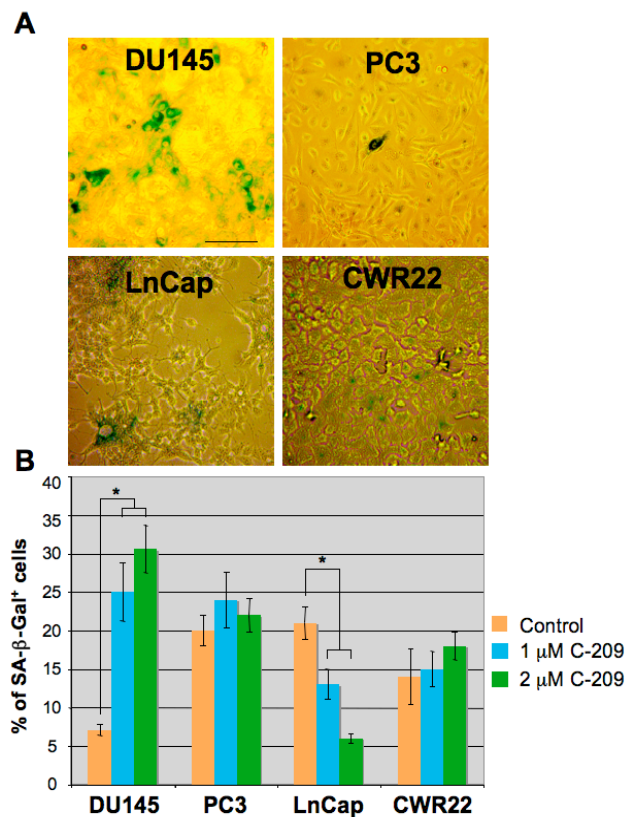 A
DU145 PC3
LnCap CWR22
B
40
35
30
25
20
15
10
5
0
% of SA-β-Gal⁺ cells
*
*
Control
1 μM C-209
2 μM C-209
DU145 PC3 LnCap CWR22